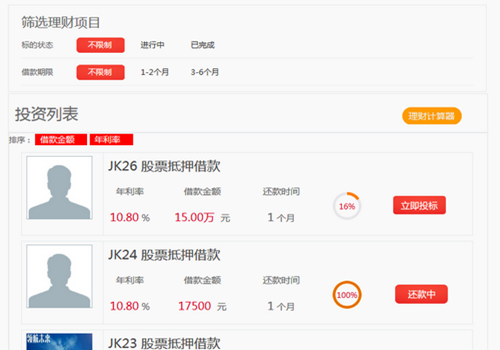 筛选理财项目
标的状态 不限制 进行中 已完成
借款期限 不限制 1-2个月 3-6个月
投资列表 理财计算器
排序： 借款金额 年利率
JK26 股票抵押借款
年利率 借款金额 还款时间
10.80 % 15.00万 元 1 个月 16% 立即投标
JK24 股票抵押借款
年利率 借款金额 还款时间
10.80 % 17500 元 1 个月 100% 还款中
领航未来
JK23 股票抵押借款